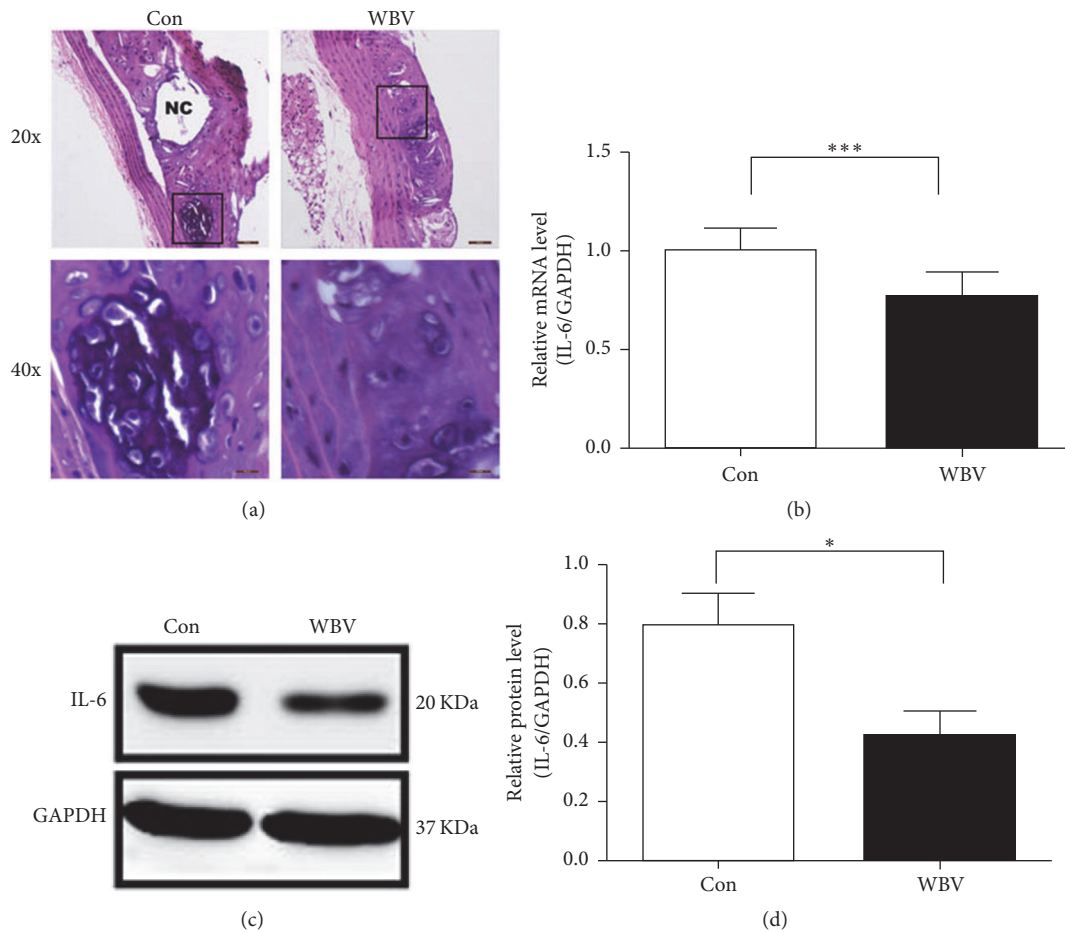 Con WBV
20x
NC
40x
(a)
Relative mRNA level
(IL-6/GAPDH)
1.5
1.0
0.5
0.0
***
Con WBV
(b)
Con WBV
IL-6 20 KDa
GAPDH 37 KDa
(c)
Relative protein level
(IL-6/GAPDH)
1.0
0.8
0.6
0.4
0.2
0.0
*
Con WBV
(d)